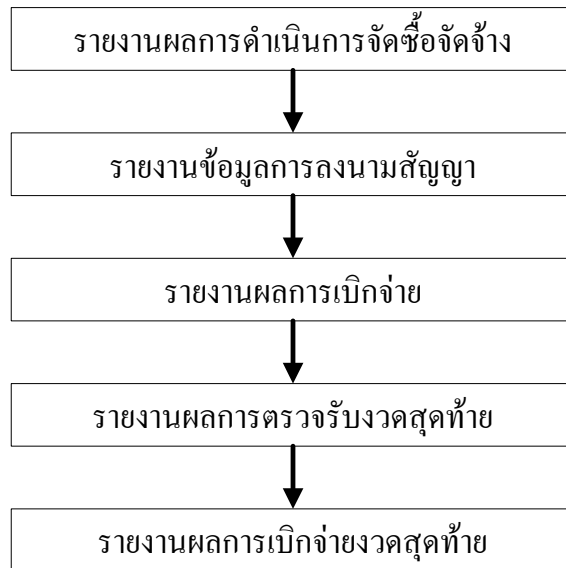 รายงานผลการดำเนินการจัดซื้อจัดจ้าง
รายงานข้อมูลการลงนามสัญญา
รายงานผลการเบิกจ่าย
รายงานผลการตรวจรับงวดสุดท้าย
รายงานผลการเบิกจ่ายงวดสุดท้าย